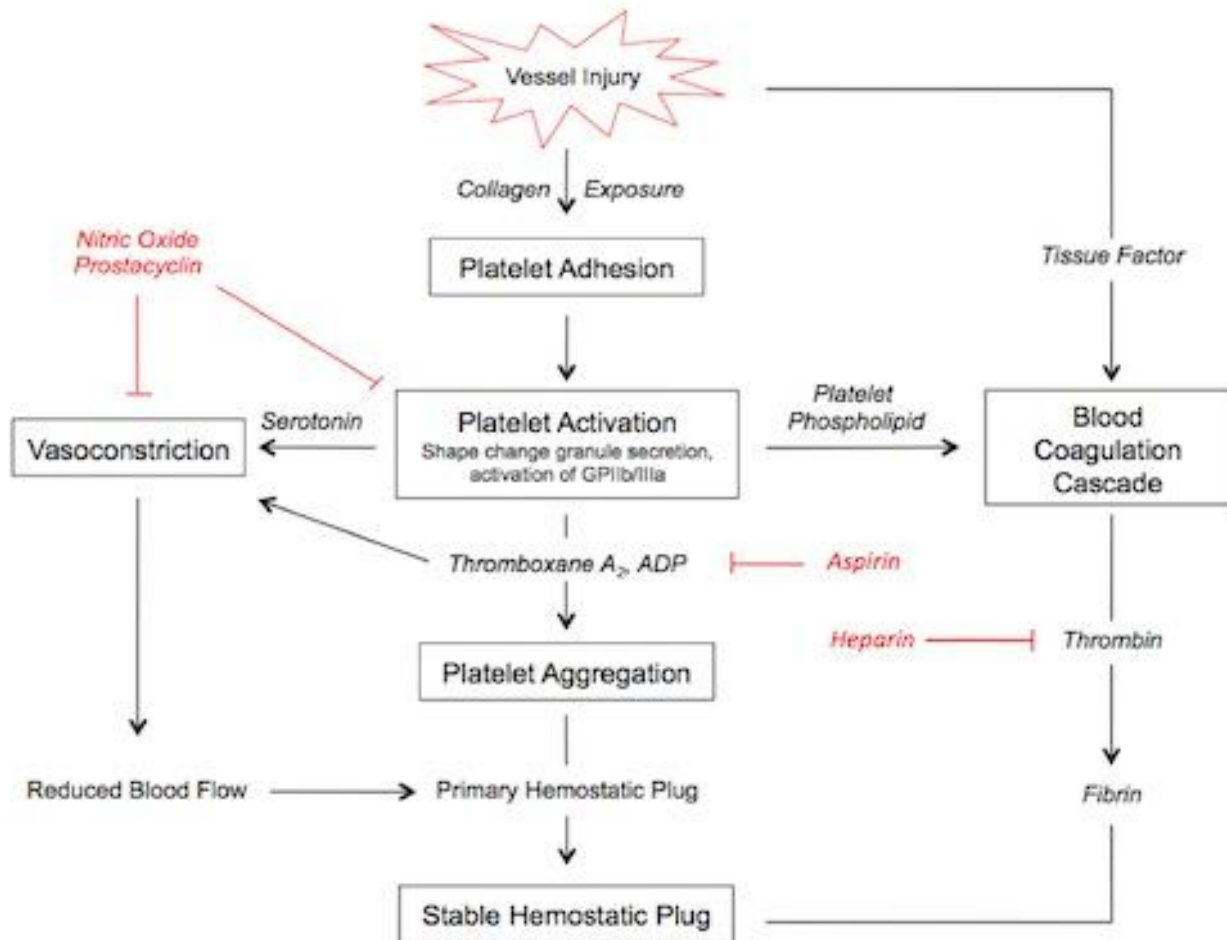 Vessel Injury
Collagen Exposure
Nitric Oxide
Prostacyclin
Platelet Adhesion
Tissue Factor
Serotonin
Platelet Activation
Shape change granule secretion,
activation of GPIIb/IIIa
Platelet
Phospholipid
Vasoconstriction
Blood
Coagulation
Cascade
Thromboxane A₂, ADP
Aspirin
Heparin
Thrombin
Platelet Aggregation
Reduced Blood Flow
Primary Hemostatic Plug
Fibrin
Stable Hemostatic Plug